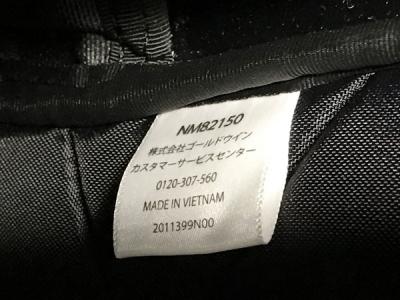 NM82150
株式会社ゴールドウイン
カスタマーサービスセンター
0120-307-560
MADE IN VIETNAM
2011399N00